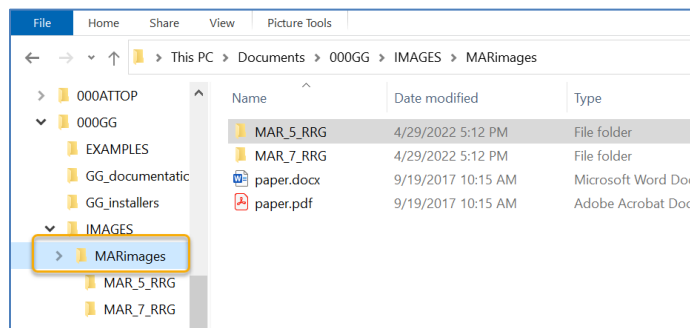 File Home Share View Picture Tools
This PC > Documents > 000GG > IMAGES > MARimages
000ATTOP
000GG
EXAMPLES
GG_documentatic
GG_installers
IMAGES
MARimages
MAR_5_RRG
MAR_7_RRG
Name Date modified Type
MAR_5_RRG 4/29/2022 5:12 PM File folder
MAR_7_RRG 4/29/2022 5:12 PM File folder
paper.docx 9/19/2017 10:15 AM Microsoft Word Doc
paper.pdf 9/19/2017 10:15 AM Adobe Acrobat Doc